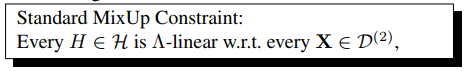 Standard MixUp Constraint:
Every H ∈ ℋ is Λ-linear w.r.t. every 𝐗 ∈ 𝒟⁽²⁾,